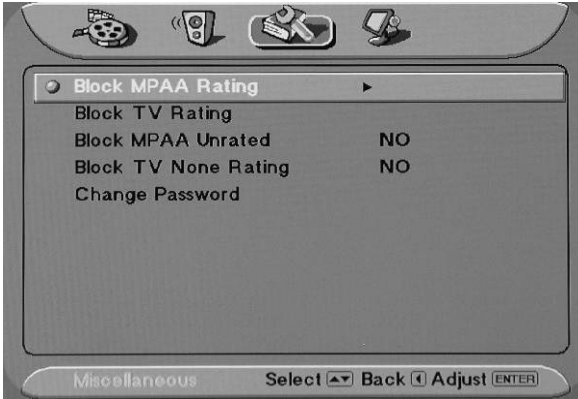 Block MPAA Rating
Block TV Rating
Block MPAA Unrated NO
Block TV None Rating NO
Change Password
Miscellaneous Select Back Adjust ENTER